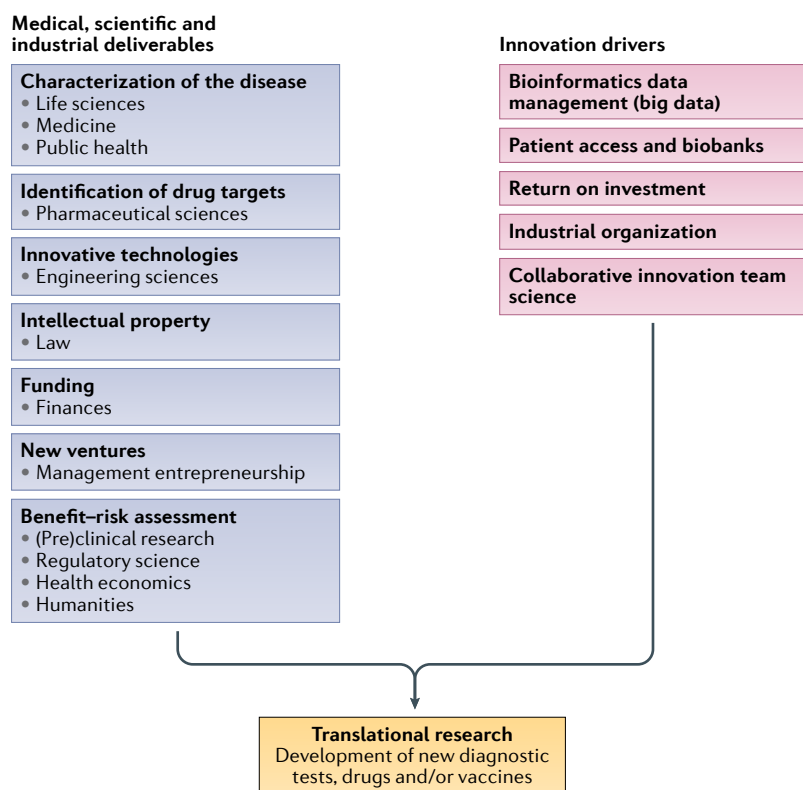 Medical, scientific and
industrial deliverables
Characterization of the disease
• Life sciences
• Medicine
• Public health
Identification of drug targets
• Pharmaceutical sciences
Innovative technologies
• Engineering sciences
Intellectual property
• Law
Funding
• Finances
New ventures
• Management entrepreneurship
Benefit–risk assessment
• (Pre)clinical research
• Regulatory science
• Health economics
• Humanities
Innovation drivers
Bioinformatics data
management (big data)
Patient access and biobanks
Return on investment
Industrial organization
Collaborative innovation team
science
Translational research
Development of new diagnostic
tests, drugs and/or vaccines